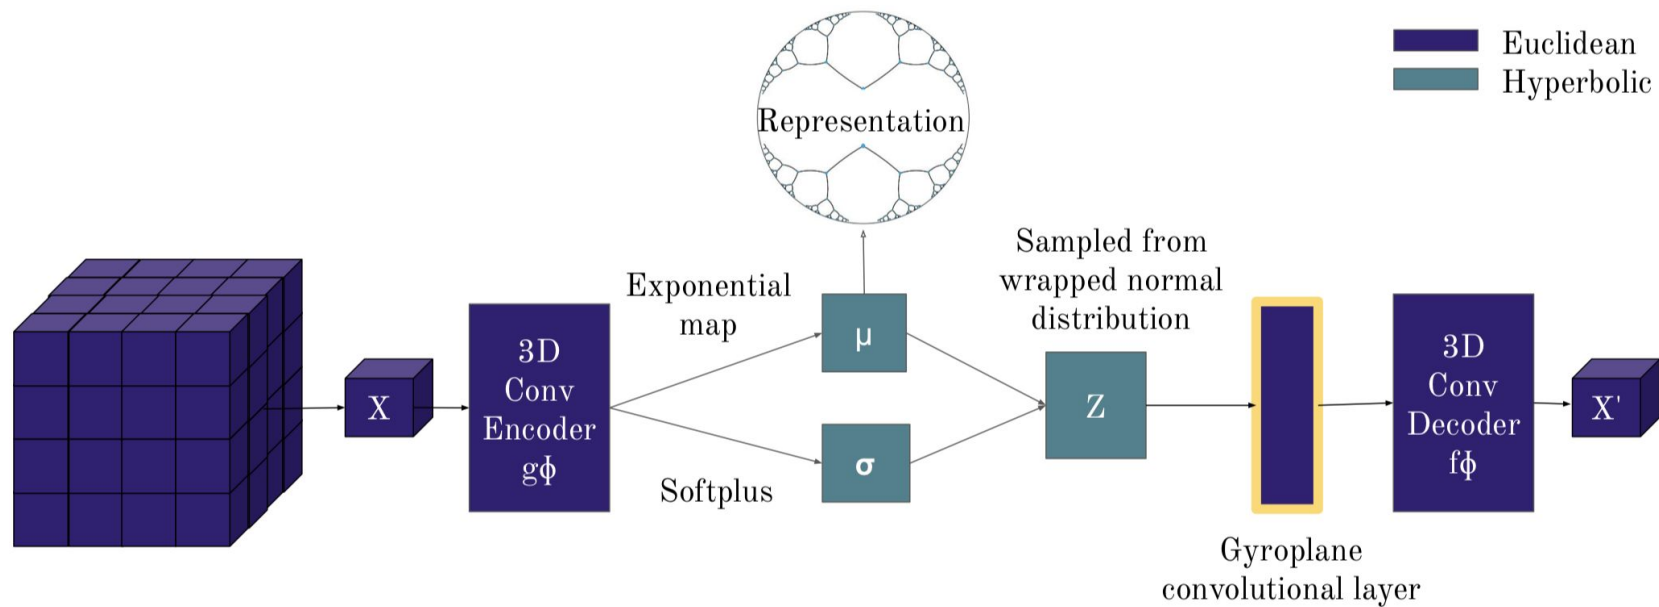 Euclidean
Hyperbolic
Representation
Exponential
map
Softplus
X
3D
Conv
Encoder
gϕ
μ
σ
Sampled from
wrapped normal
distribution
Z
Gyroplane
convolutional layer
3D
Conv
Decoder
fϕ
X'